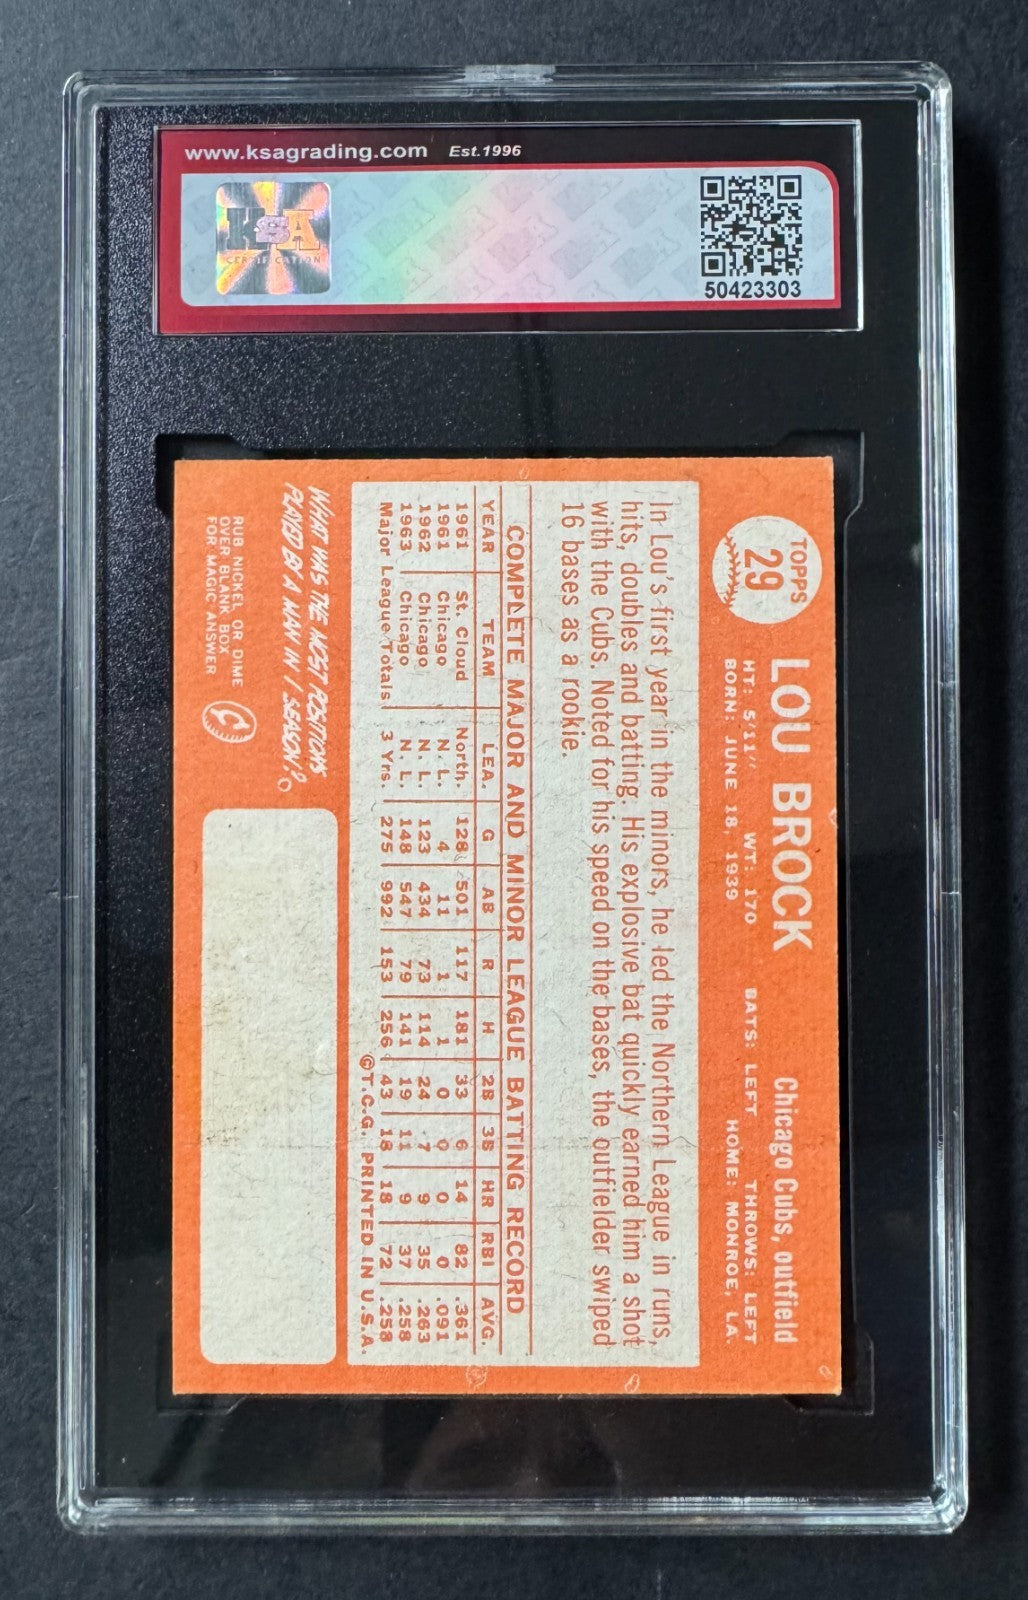 www.ksagrading.com Est.1996
KSA
CERTIFICATION
50423303
TOPPS
29
LOU BROCK
Chicago Cubs, outfield
HT: 5'11" WT: 170 BATS: LEFT THROWS: LEFT
BORN: JUNE 18, 1939 HOME: MONROE, LA.
In Lou's first year in the minors, he led the Northern League in runs,
hits, doubles and batting. His explosive bat quickly earned him a shot
with the Cubs. Noted for his speed on the bases, the outfielder swiped
16 bases as a rookie.
COMPLETE MAJOR AND MINOR LEAGUE BATTING RECORD
YEAR TEAM LEA. G AB R H 2B 3B HR RBI AVG.
1961 St. Cloud North. 128 501 117 181 33 6 14 82 .361
1961 Chicago N. L. 4 11 1 1 0 0 0 0 .091
1962 Chicago N. L. 123 434 73 114 24 7 9 35 .263
1963 Chicago N. L. 148 547 79 141 19 11 9 37 .258
Major League Totals 3 Yrs. 275 992 153 256 43 18 18 72 .258
©T.C.G. PRINTED IN U.S.A.
WHAT WAS THE MOST POSITIONS
PLAYED BY A MAN IN 1 SEASON?
RUB NICKEL OR DIME
OVER BLANK BOX
FOR MAGIC ANSWER